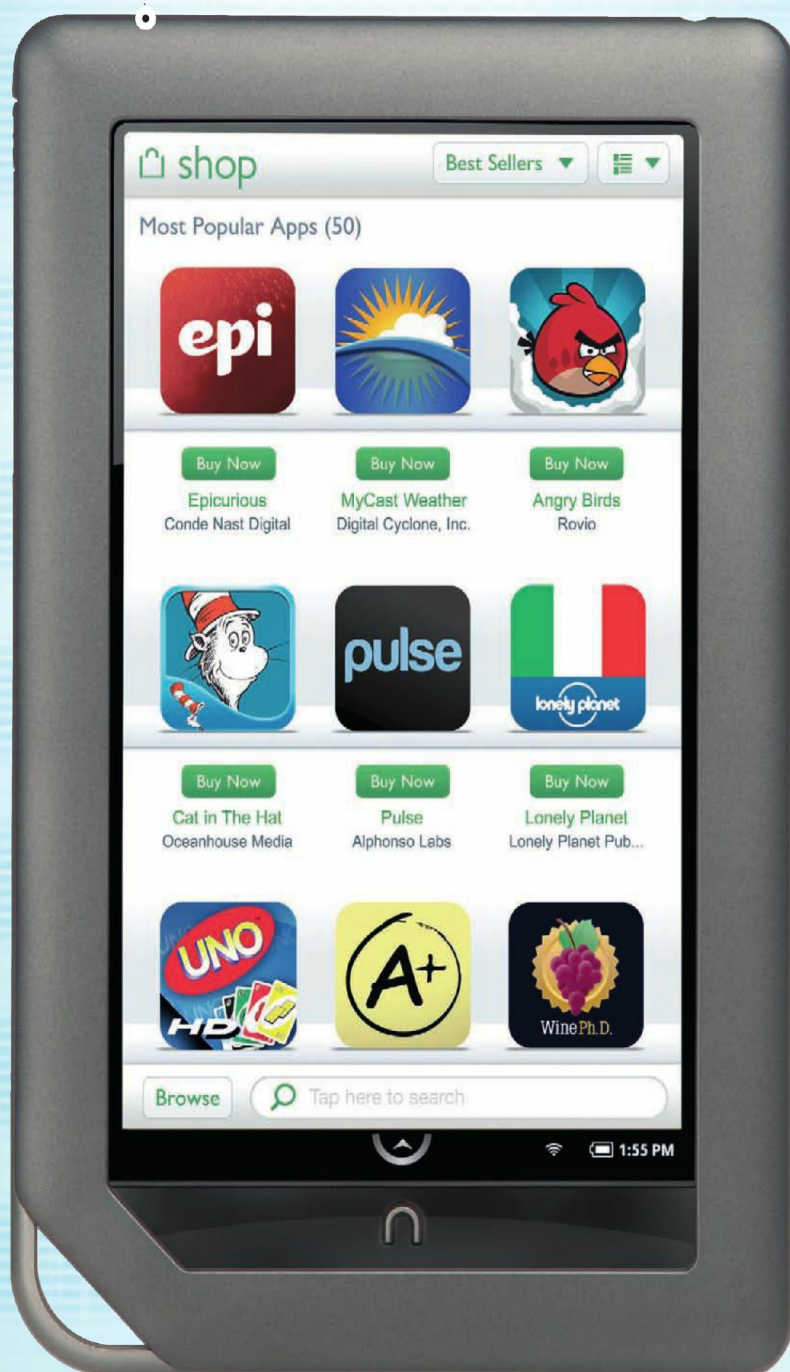 shop
Best Sellers
Most Popular Apps (50)
epi
Buy Now
Buy Now
Buy Now
Epicurious
MyCast Weather
Angry Birds
Conde Nast Digital
Digital Cyclone, Inc.
Rovio
pulse
lonely planet
Buy Now
Buy Now
Buy Now
Cat in The Hat
Pulse
Lonely Planet
Oceanhouse Media
Alphonso Labs
Lonely Planet Pub...
UNO
HD
A+
Wine Ph.D.
Browse
Tap here to search
1:55 PM
n